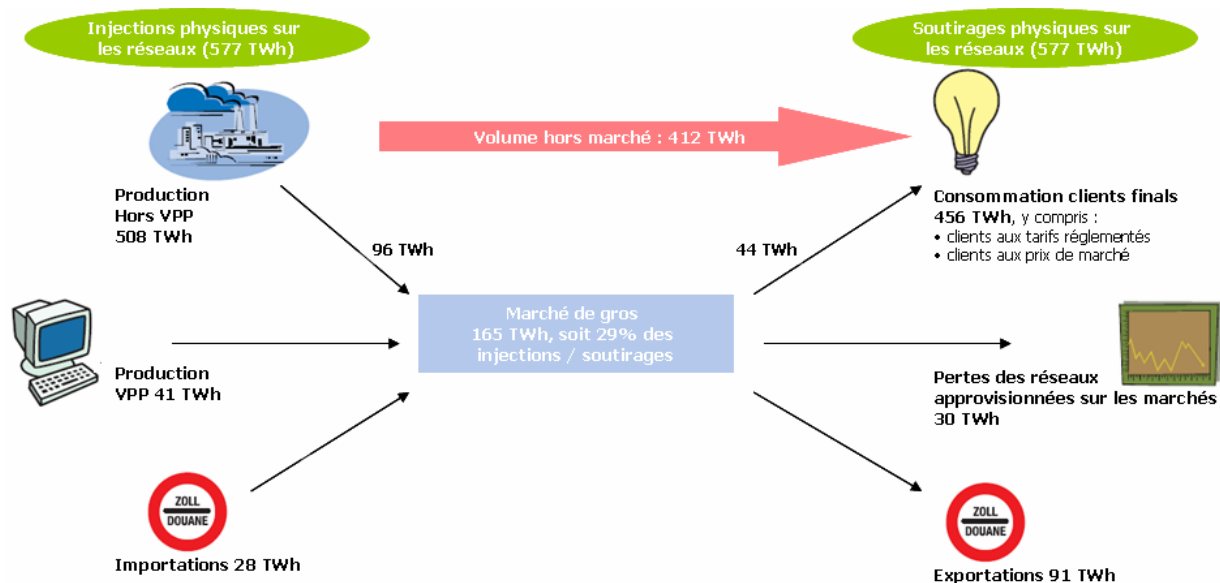 Injections physiques sur
les réseaux (577 TWh)
Soutirages physiques sur
les réseaux (577 TWh)
Volume hors marché : 412 TWh
Production
Hors VPP
508 TWh
Consommation clients finals
456 TWh, y compris :
• clients aux tarifs réglementés
• clients aux prix de marché
96 TWh
44 TWh
Marché de gros
165 TWh, soit 29% des
injections / soutirages
Production
VPP 41 TWh
Pertes des réseaux
approvisionnées sur les marchés
30 TWh
ZOLL
DOUANE
Importations 28 TWh
ZOLL
DOUANE
Exportations 91 TWh